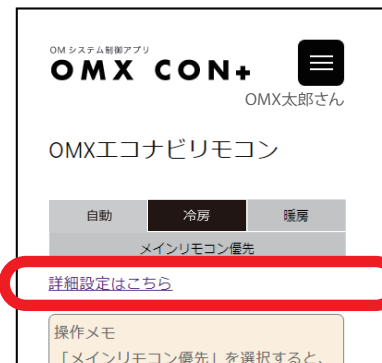 OM システム制御アプリ
OMX CON+
OMX太郎さん
OMXエコナビリモコン
自動 冷房 暖房
メインリモコン優先
詳細設定はこちら
操作メモ
「メインリモコン優先」を選択すると、